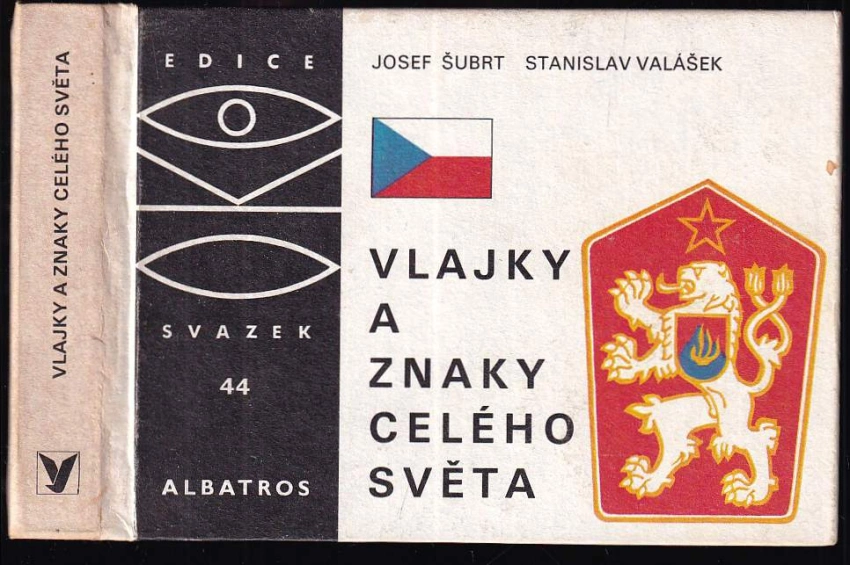 VLAJKY A ZNAKY CELÉHO SVĚTA
EDICE
SVAZEK
44
ALBATROS
JOSEF ŠUBRT STANISLAV VALÁŠEK
VLAJKY
A
ZNAKY
CELÉHO
SVĚTA